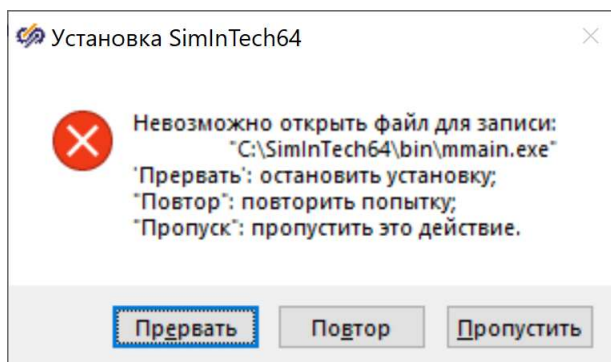 Установка SimInTech64
Невозможно открыть файл для записи:
"C:\SimInTech64\bin\mmain.exe"
'Прервать': остановить установку;
"Повтор": повторить попытку;
"Пропуск": пропустить это действие.
Прервать
Повтор
Пропустить